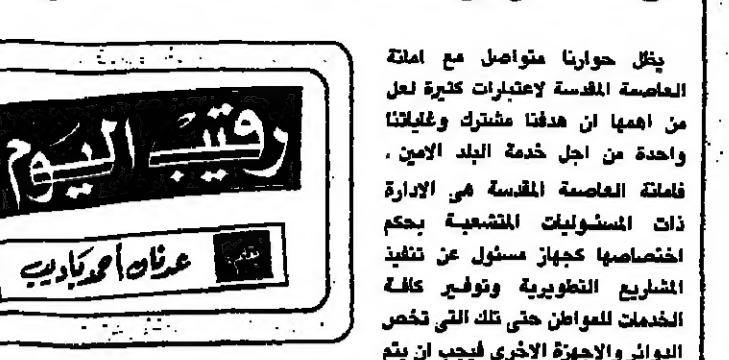 يظل حوارنا متواصل مع امانة
العاصمة المقدسة لاعتبارات كثيرة لعل
من اهمها ان هدفنا مشترك وغاياتنا
واحدة من اجل خدمة البلد الامين .
فامانة العاصمة المقدسة هي الادارة
ذات المسئوليات المتشعبة بحكم
اختصاصها كجهاز مسئول عن تنفيذ
المشاريع التطويرية وتوفير كافة
الخدمات للمواطن حتى تلك التي تخص
الدوائر والاجهزة الاخرى فيجب ان يتم
رقيب اليوم
بقلم
عدنان أحمد باديب